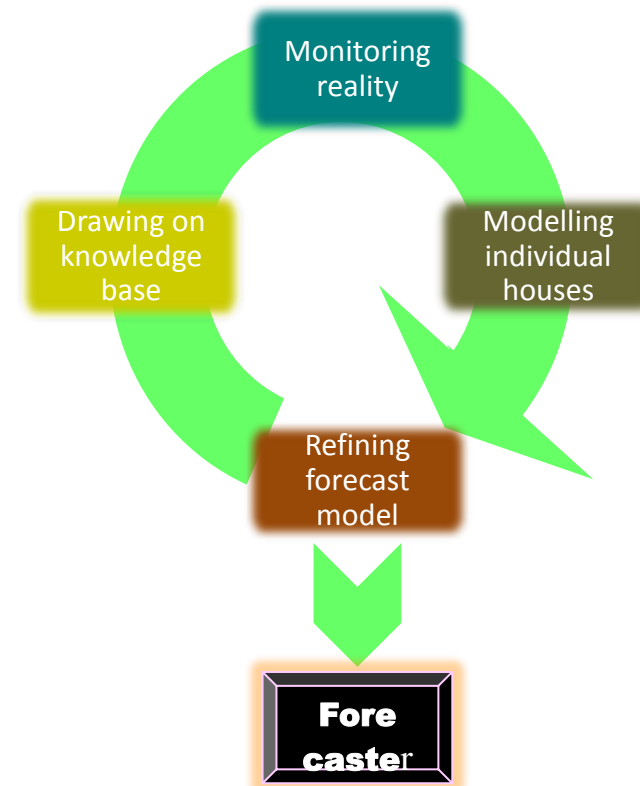 Monitoring
reality
Drawing on
knowledge
base
Modelling
individual
houses
Refining
forecast
model
Fore
caster